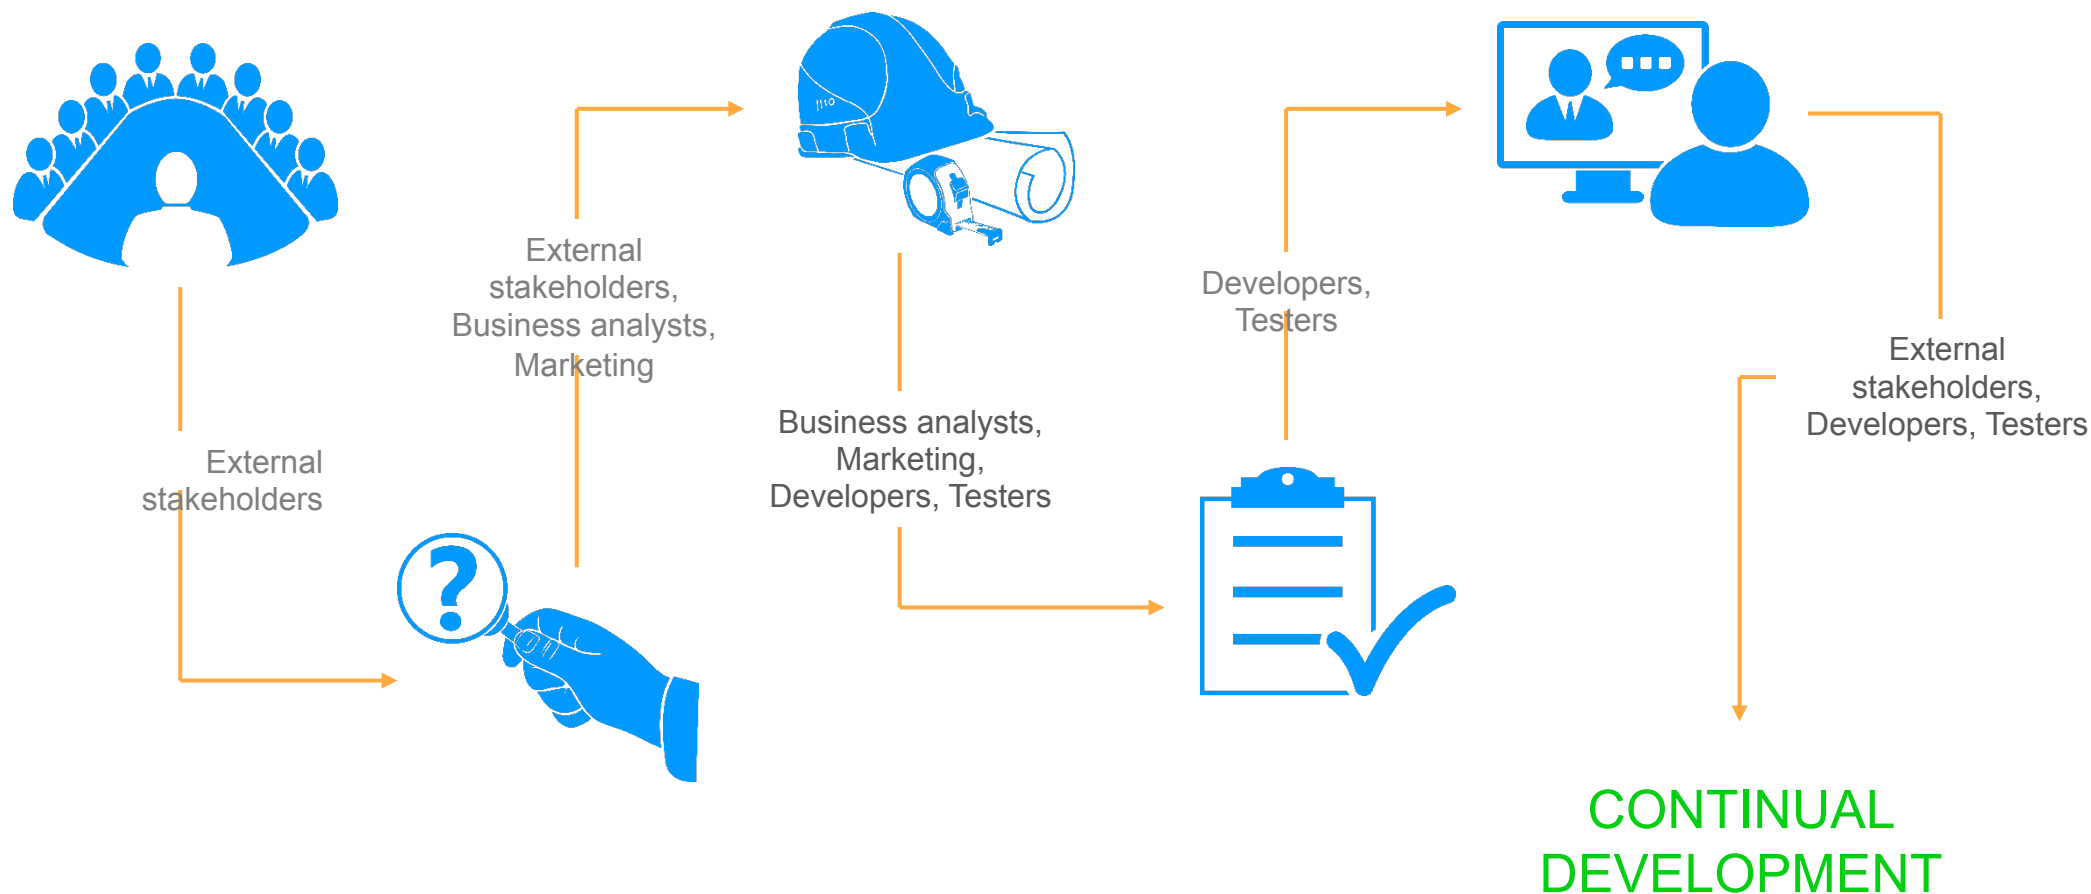 External
stakeholders
External
stakeholders,
Business analysts,
Marketing
?
Business analysts,
Marketing,
Developers, Testers
Developers,
Testers
External
stakeholders,
Developers, Testers
CONTINUAL
DEVELOPMENT